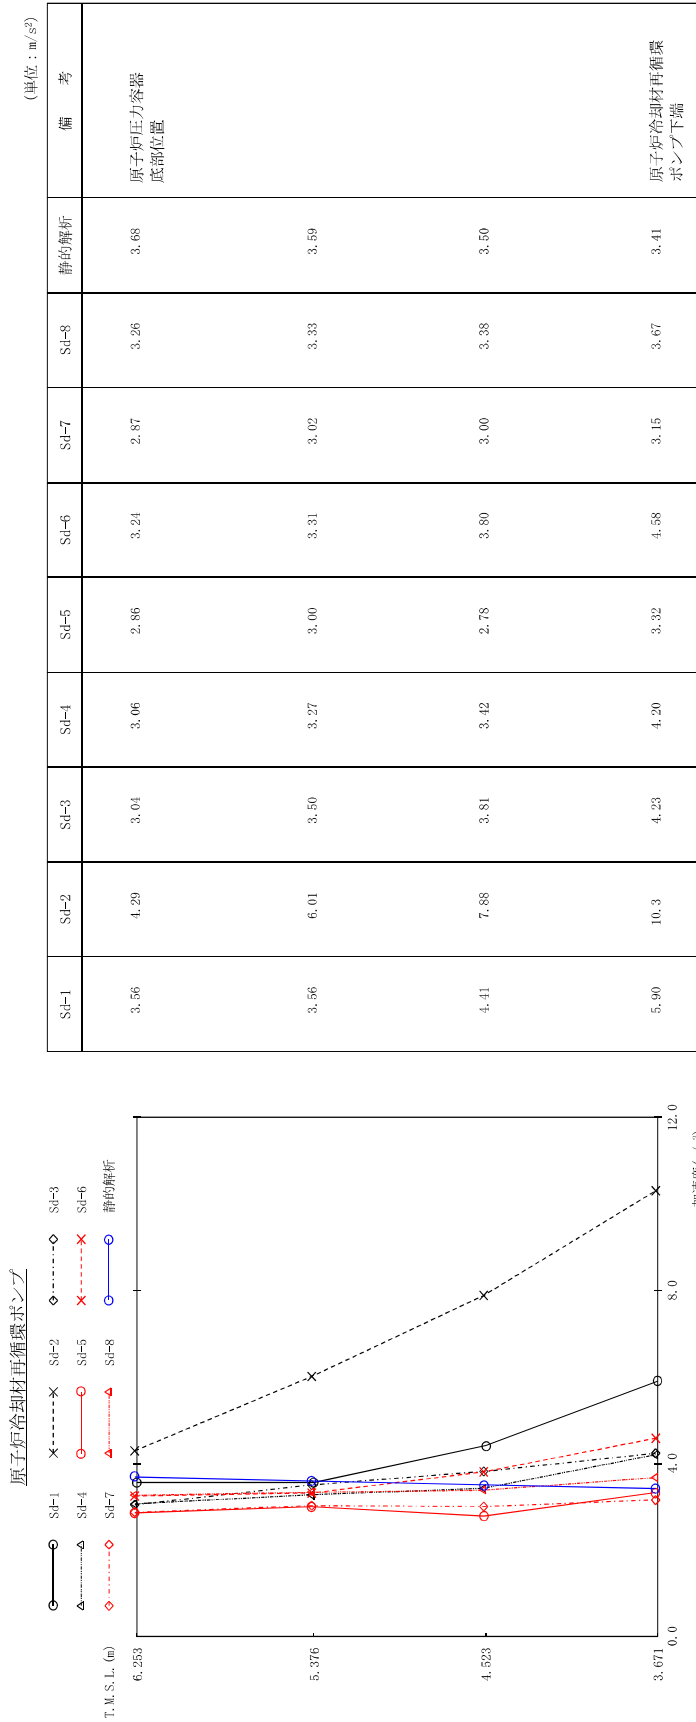 原子炉冷却材再循環ポンプ
Sd-1 Sd-2 Sd-3
Sd-4 Sd-5 Sd-6
Sd-7 Sd-8 静的解析
T.M.S.L.(m)
6.253
5.376
4.523
3.671
0.0 4.0 8.0 12.0
(単位：m/s²)
Sd-1 Sd-2 Sd-3 Sd-4 Sd-5 Sd-6 Sd-7 Sd-8 静的解析 備 考
3.56 4.29 3.04 3.06 2.86 3.24 2.87 3.26 3.68 原子炉圧力容器
底部位置
3.56 6.01 3.50 3.27 3.00 3.31 3.02 3.33 3.59
4.41 7.88 3.81 3.42 2.78 3.80 3.00 3.38 3.50
5.90 10.3 4.23 4.20 3.32 4.58 3.15 3.67 3.41 原子炉冷却材再循環
ポンプ下端